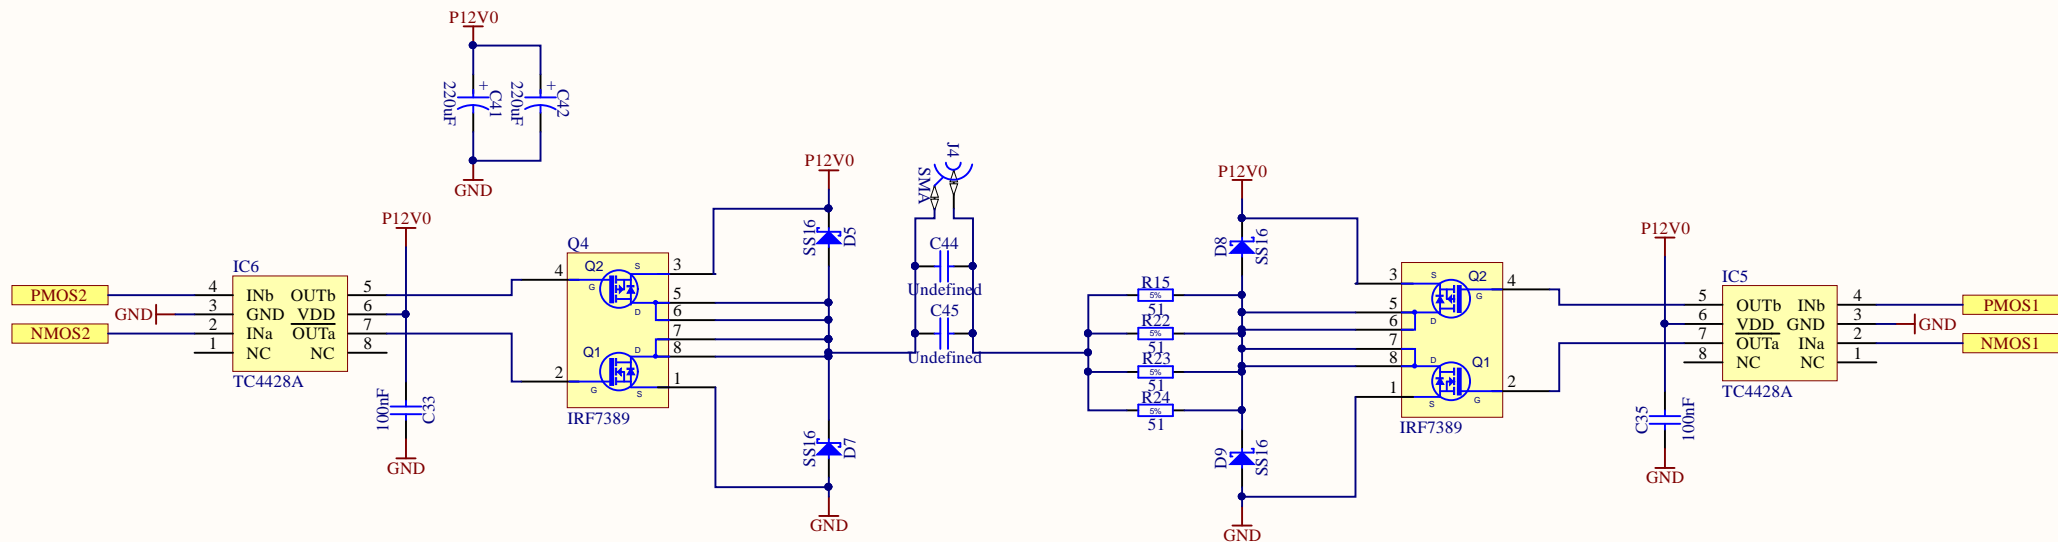 P12V0
C41
220uF
C42
220uF
+
+
GND
P12V0
IC6
PMOS2
GND
NMOS2
4
3
2
1
INb
GND
INa
NC
OUTb
VDD
OUTa
NC
5
6
7
8
TC4428A
100nF
C33
GND
Q4
4
2
Q2
S
G
D
Q1
D
G
S
3
5
6
7
8
1
IRF7389
P12V0
SS16
D5
SS16
D7
GND
J4
SMA
C44
Undefined
C45
Undefined
R15
5%
51
R22
5%
51
R23
5%
51
R24
5%
51
P12V0
D8
SS16
D9
SS16
GND
3
5
6
7
8
1
S
Q2
G
D
D
Q1
S
G
4
2
IRF7389
P12V0
C35
100nF
GND
IC5
5
6
7
8
OUTb
VDD
OUTa
NC
INb
GND
INa
NC
4
3
2
1
TC4428A
PMOS1
GND
NMOS1